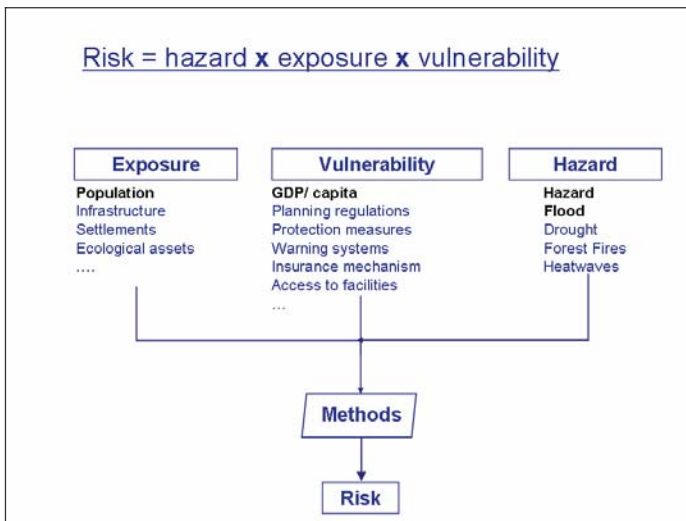 Risk = hazard x exposure x vulnerability
Exposure
Population
Infrastructure
Settlements
Ecological assets
....
Vulnerability
GDP/ capita
Planning regulations
Protection measures
Warning systems
Insurance mechanism
Access to facilities
...
Hazard
Hazard
Flood
Drought
Forest Fires
Heatwaves
Methods
Risk